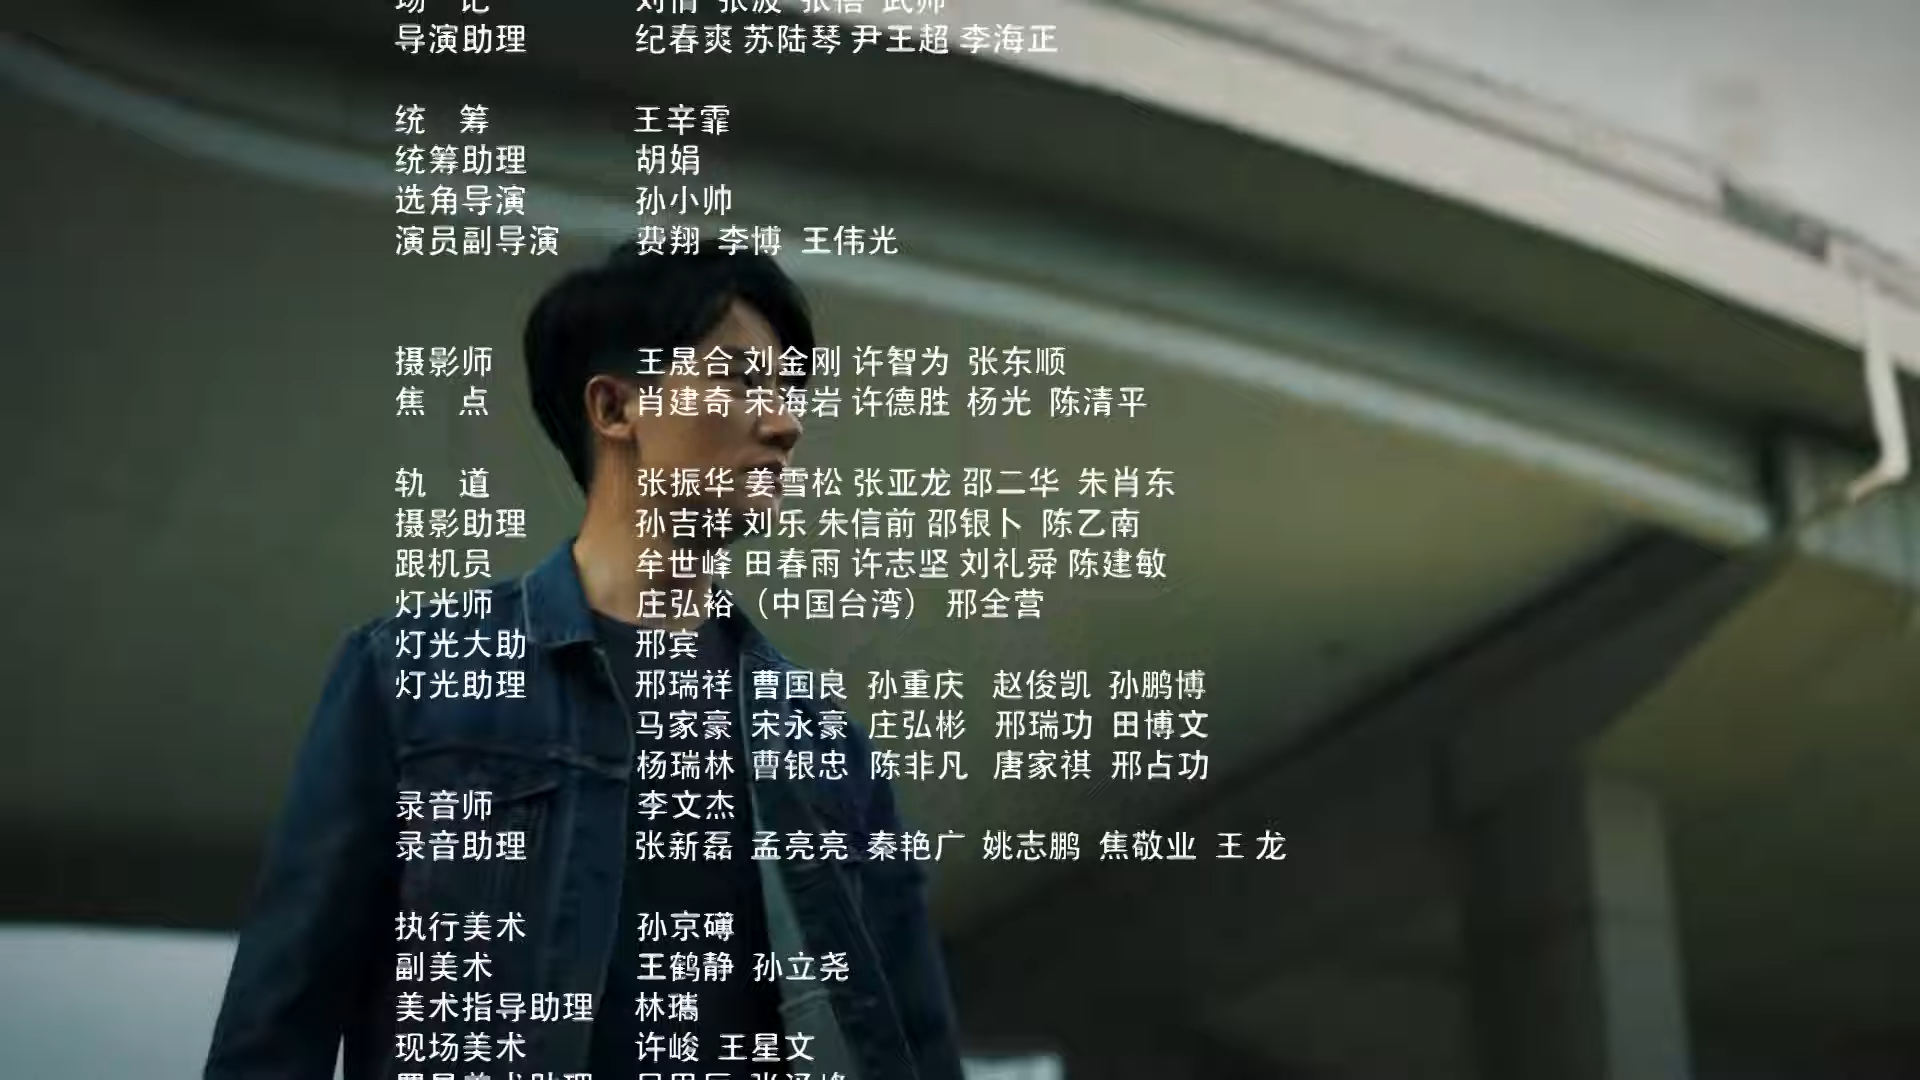 导演助理 纪春爽 苏陆琴 尹王超 李海正
统 筹 王辛霏
统筹助理 胡娟
选角导演 孙小帅
演员副导演 费翔 李博 王伟光
摄影师 王晟合 刘金刚 许智为 张东顺
焦 点 肖建奇 宋海岩 许德胜 杨光 陈清平
轨 道 张振华 姜雪松 张亚龙 邵二华 朱肖东
摄影助理 孙吉祥 刘乐 朱信前 邵银卜 陈乙南
跟机员 牟世峰 田春雨 许志坚 刘礼舜 陈建敏
灯光师 庄弘裕（中国台湾） 邢全营
灯光大助 邢宾
灯光助理 邢瑞祥 曹国良 孙重庆 赵俊凯 孙鹏博
马家豪 宋永豪 庄弘彬 邢瑞功 田博文
杨瑞林 曹银忠 陈非凡 唐家祺 邢占功
录音师 李文杰
录音助理 张新磊 孟亮亮 秦艳广 姚志鹏 焦敬业 王 龙
执行美术 孙京礴
副美术 王鹤静 孙立尧
美术指导助理 林瓗
现场美术 许峻 王星文